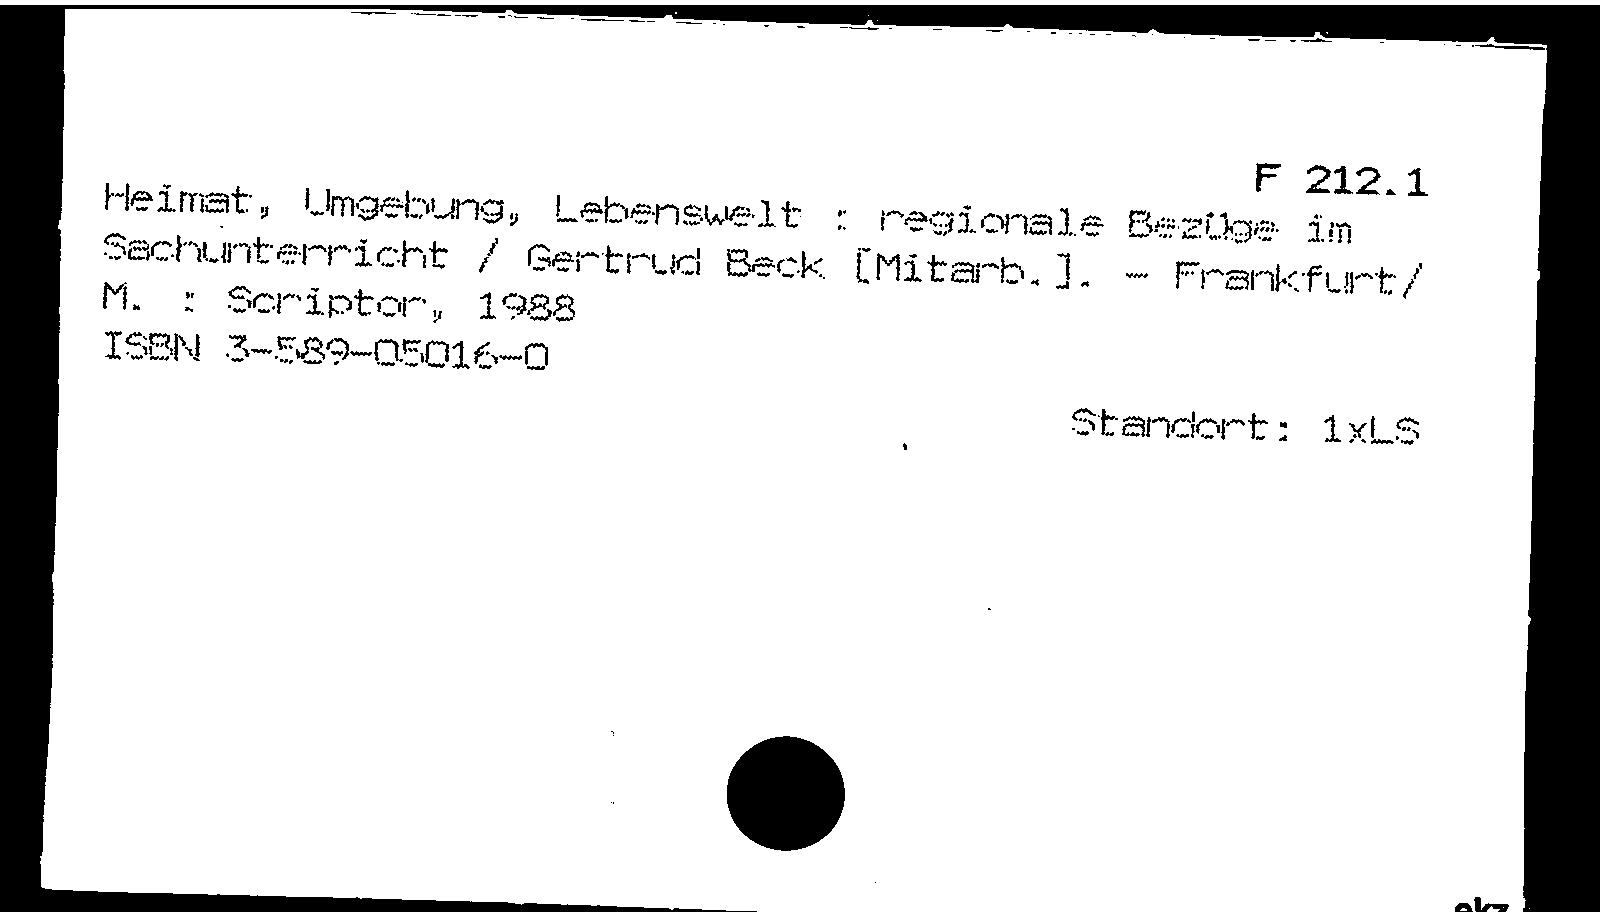 F 212.1
Heimat, Umgebung, Lebenswelt : regionale Bezüge im
Sachunterricht / Gertrud Beck [Mitarb.]. - Frankfurt/
M. : Scriptor, 1988
ISBN 3-589-05016-0
Standort: 1xLS
ekz